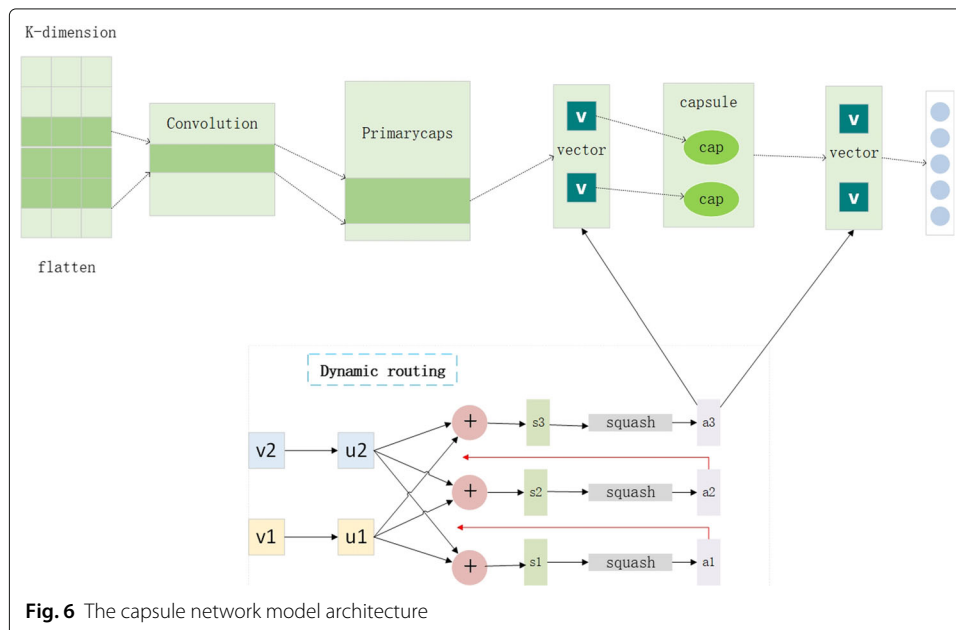 K-dimension
flatten
Convolution
Primarycaps
V
vector
V
capsule
cap
cap
V
vector
V
Dynamic routing
v2
u2
+
s3
squash
a3
+
s2
squash
a2
v1
u1
+
s1
squash
a1
Fig. 6 The capsule network model architecture